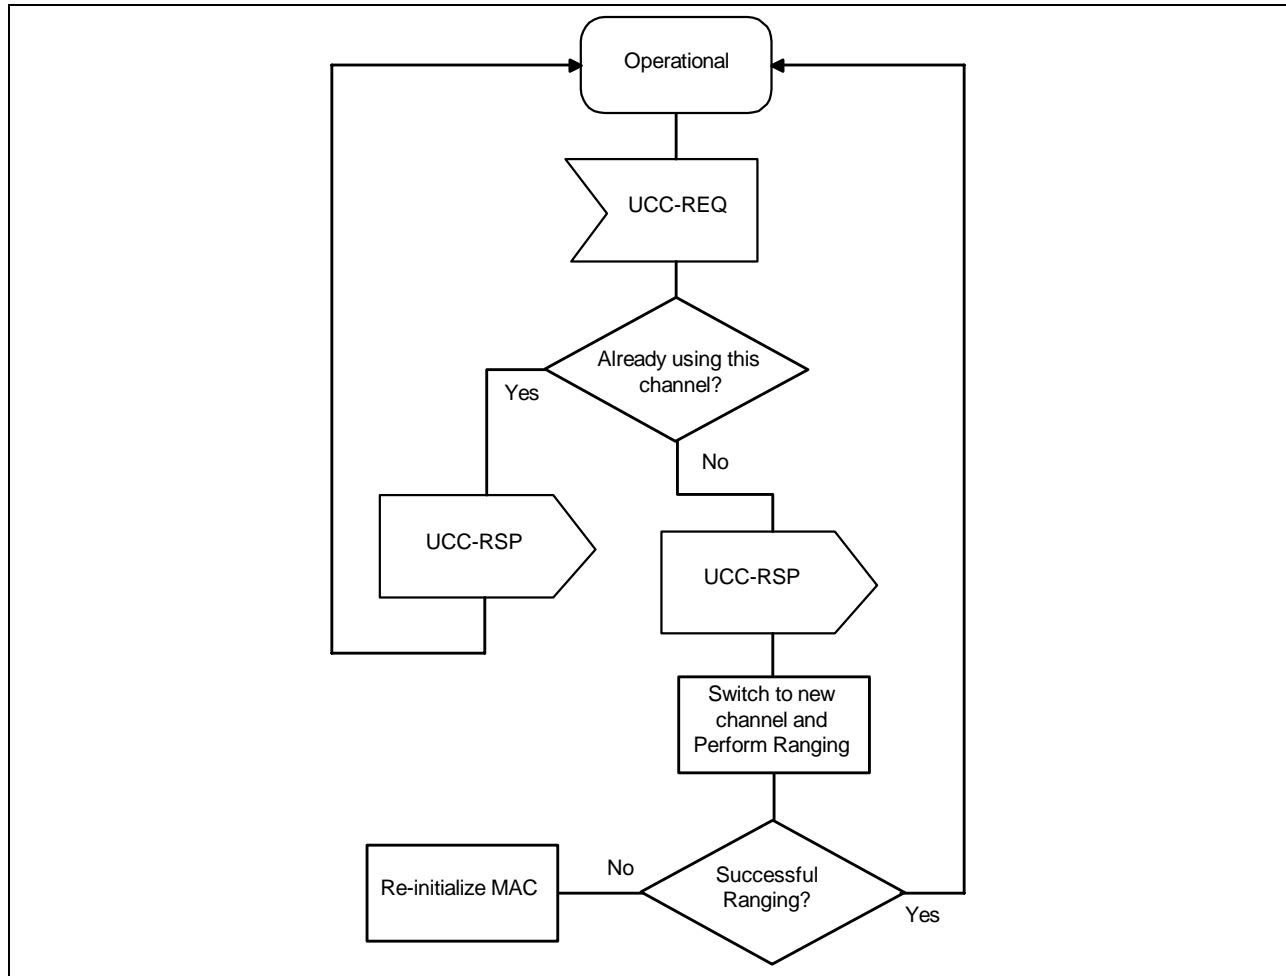 Operational
UCC-REQ
Already using this
channel?
Yes
No
UCC-RSP
UCC-RSP
Switch to new
channel and
Perform Ranging
Successful
Ranging?
No
Re-initialize MAC
Yes